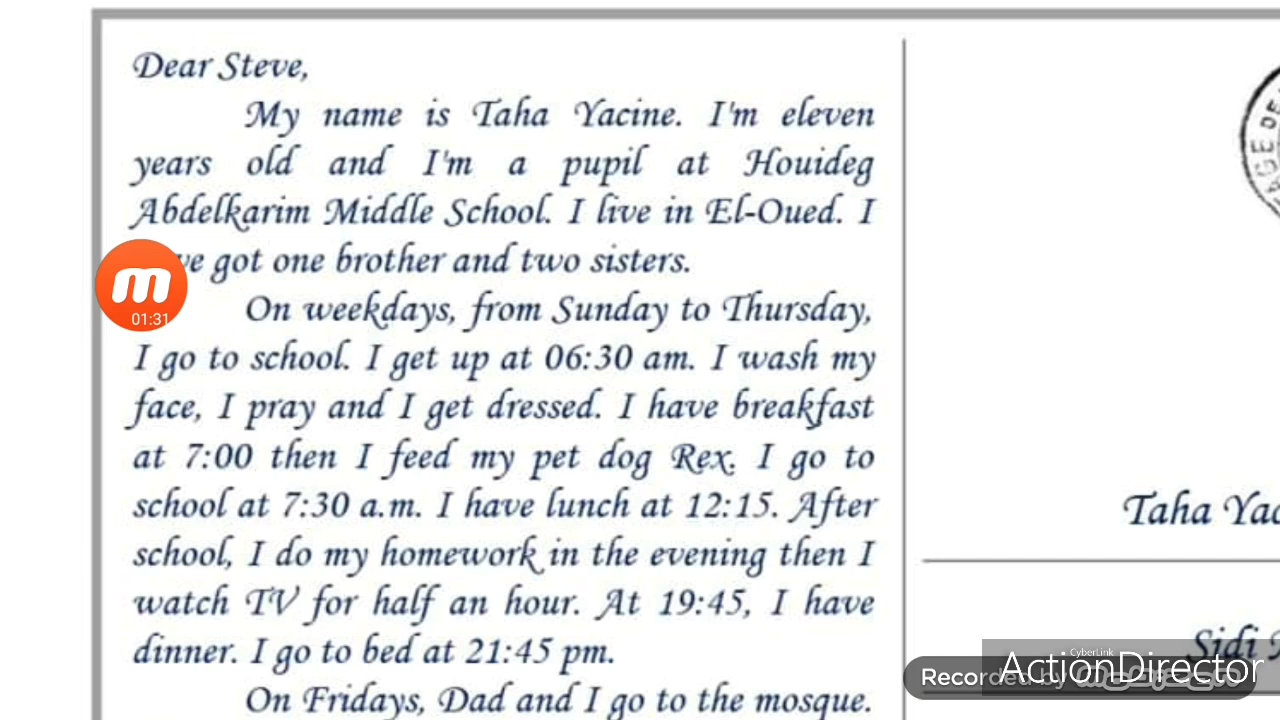 Dear Steve,
My name is Taha Yacine. I'm eleven
years old and I'm a pupil at Houideg
Abdelkarim Middle School. I live in El-Oued. I
got one brother and two sisters.
01:31
On weekdays, from Sunday to Thursday,
I go to school. I get up at 06:30 am. I wash my
face, I pray and I get dressed. I have breakfast
at 7:00 then I feed my pet dog Rex. I go to
school at 7:30 a.m. I have lunch at 12:15. After
school, I do my homework in the evening then I
watch TV for half an hour. At 19:45, I have
dinner. I go to bed at 21:45 pm.
On Fridays, Dad and I go to the mosque.
Taha
Sidi
CyberLink
ActionDirector
Recorded by